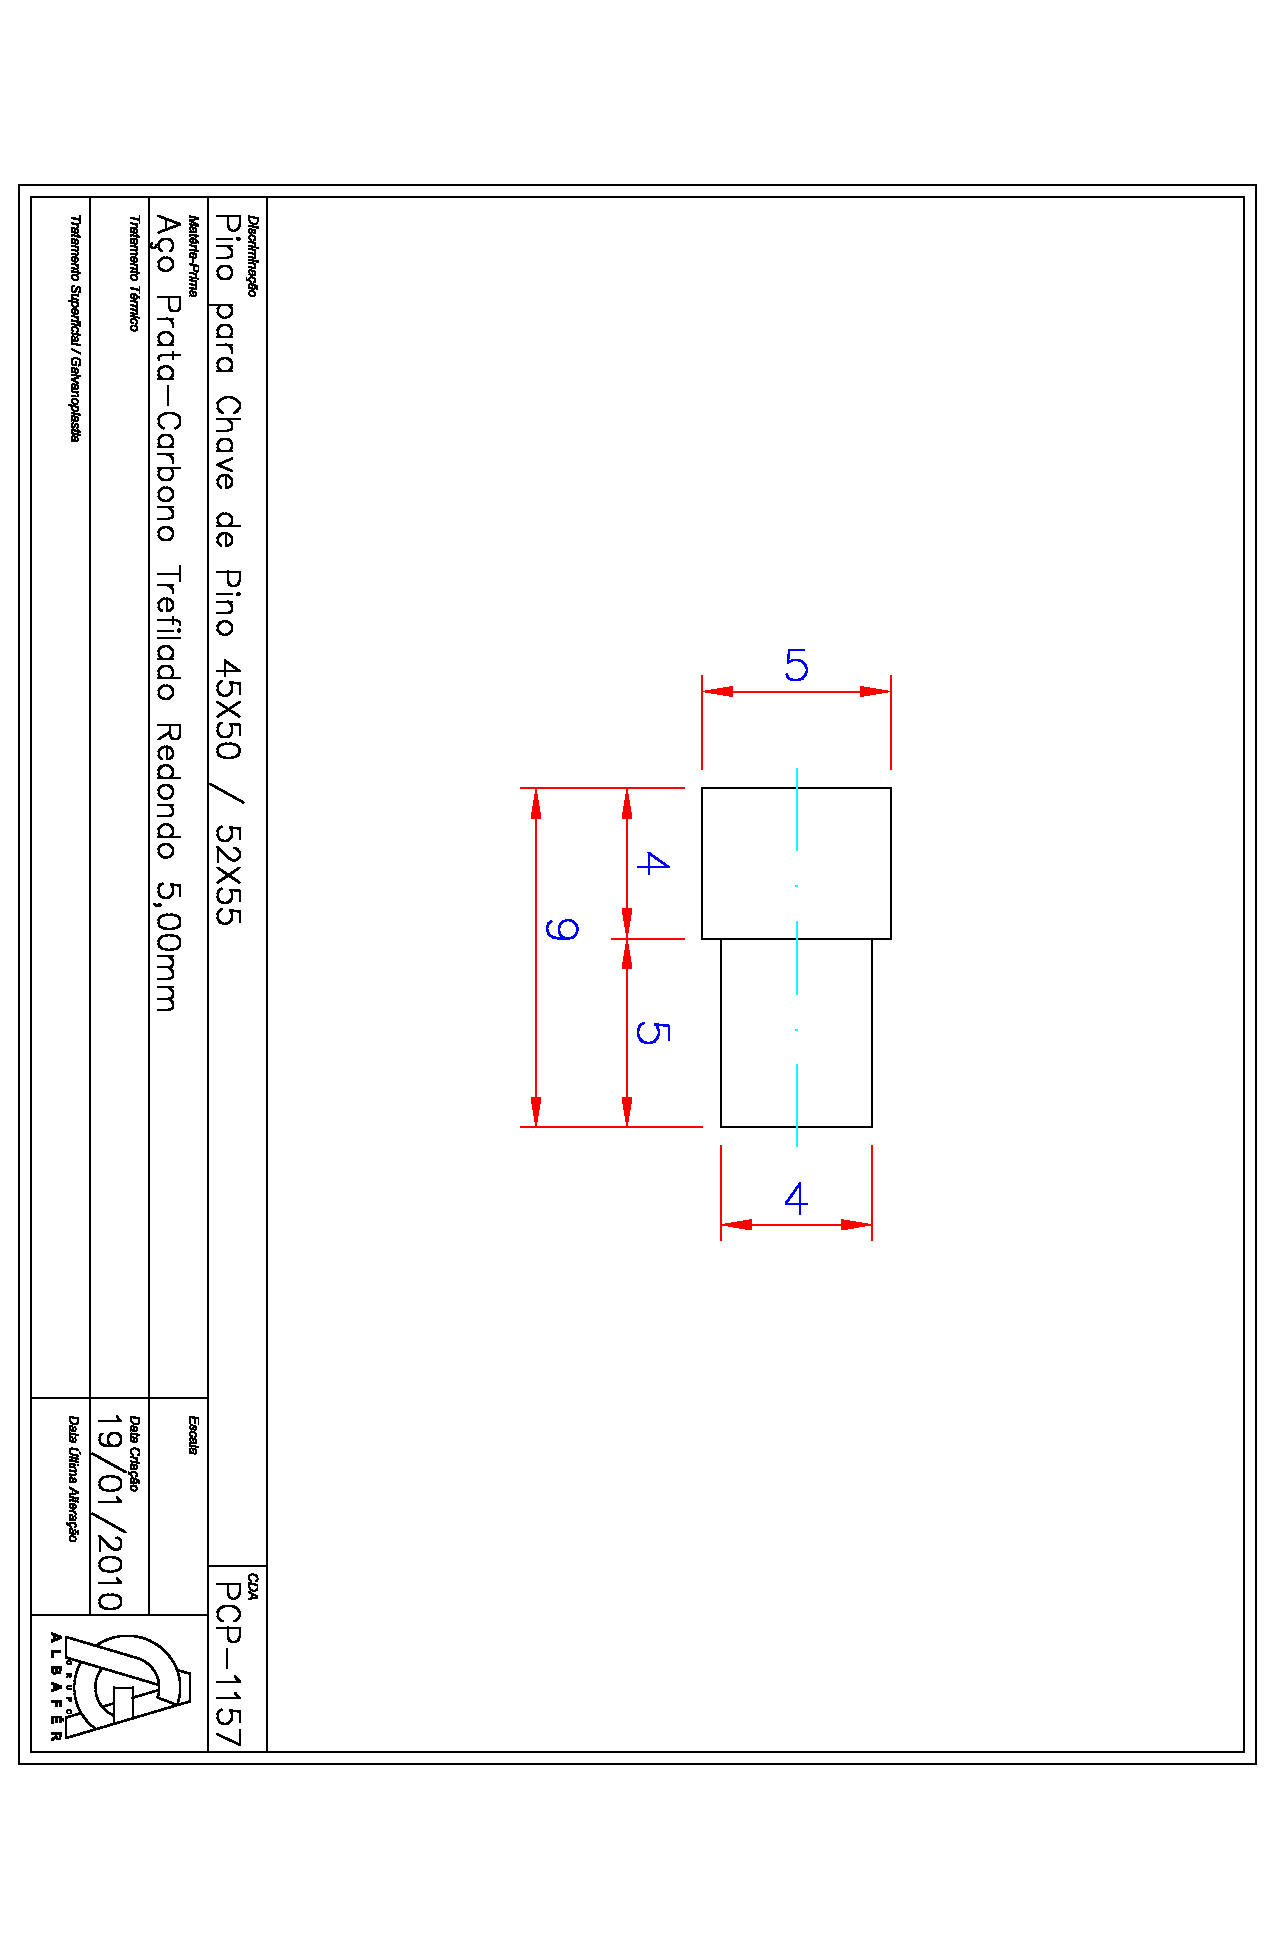 5
4
5
9
4
Discriminação
Pino para Chave de Pino 45X50 / 52X55
CDA
PCP-1157
Matéria-Prima
Aço Prata-Carbono Trefilado Redondo 5,00mm
Escala
Tratamento Térmico
Data Criação
19/01/2010
Tratamento Superficial / Galvanoplastia
Data Última Alteração
GRUPO
ALBAFÉR